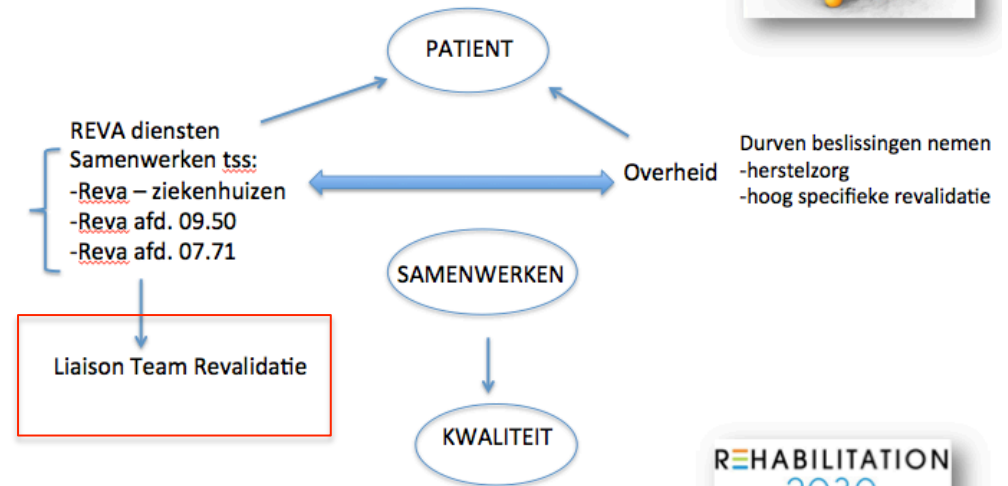 PATIENT
REVA diensten
Samenwerken tss:
-Reva – ziekenhuizen
-Reva afd. 09.50
-Reva afd. 07.71
Overheid
Durven beslissingen nemen
-herstelzorg
-hoog specifieke revalidatie
SAMENWERKEN
Liaison Team Revalidatie
KWALITEIT
REHABILITATION
2030